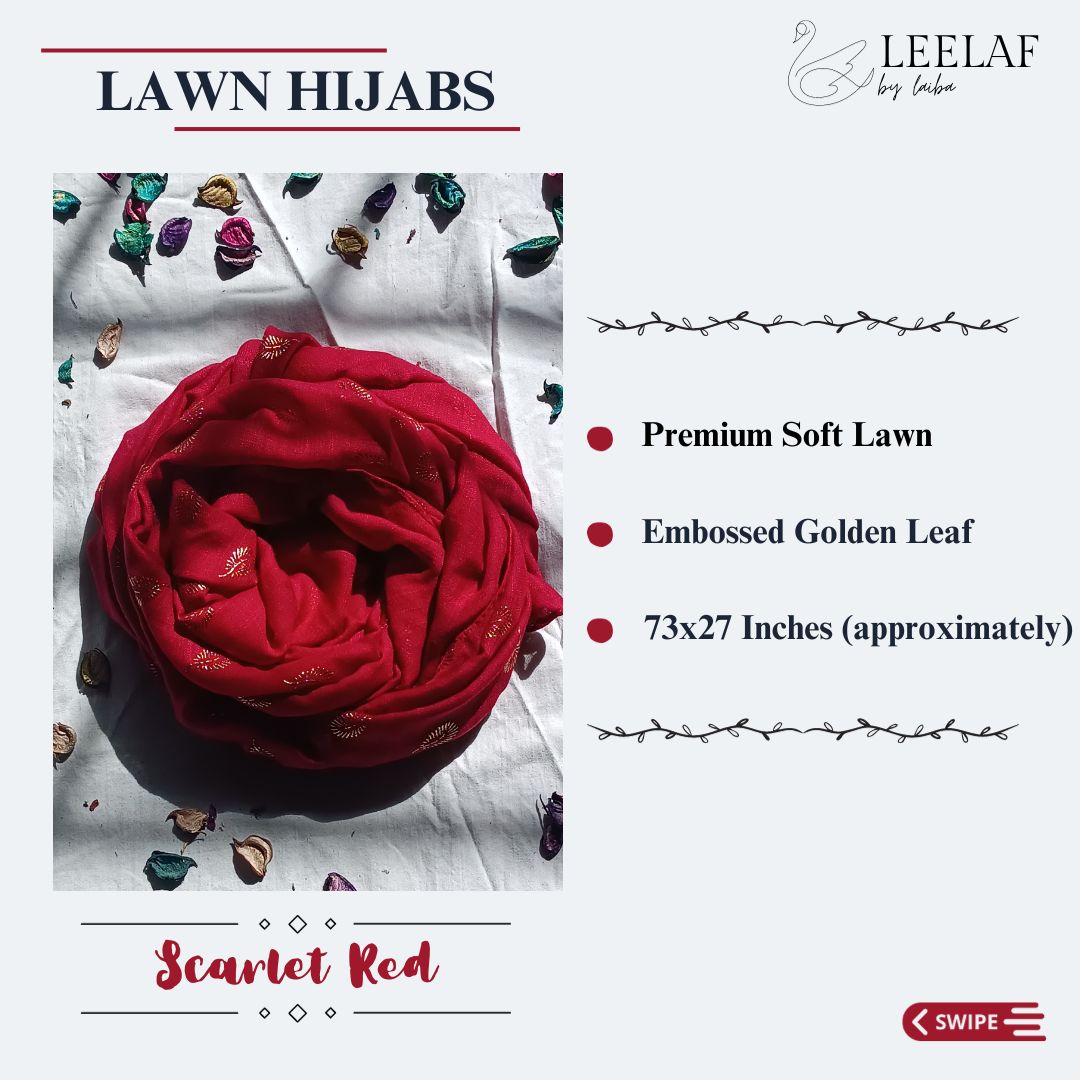 LAWN HIJABS
LEELAF
by laiba
Premium Soft Lawn
Embossed Golden Leaf
73x27 Inches (approximately)
Scarlet Red
SWIPE